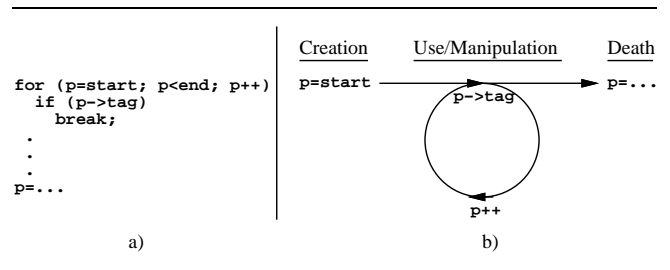 for (p=start; p<end; p++)
if (p->tag)
break;
.
.
.
p=...
a)
Creation Use/Manipulation Death
p=start p->tag p=...
p++
b)